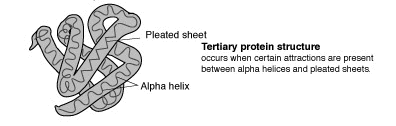 Pleated sheet
Tertiary protein structure
occurs when certain attractions are present
between alpha helices and pleated sheets.
Alpha helix